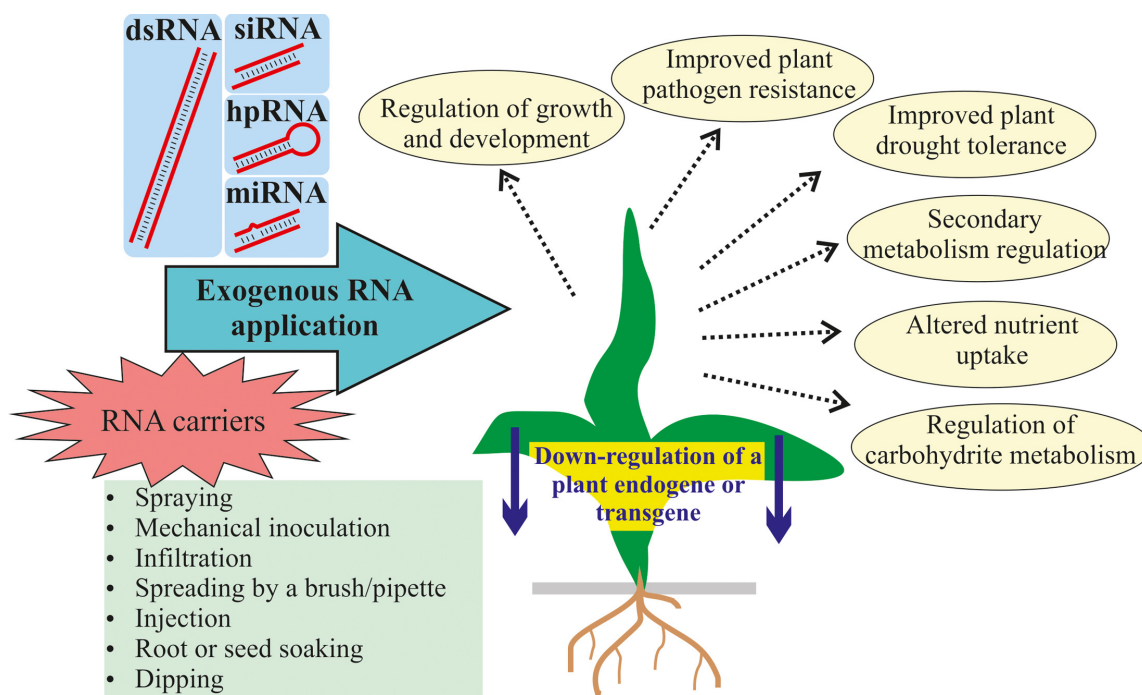 dsRNA
siRNA
hpRNA
miRNA
Exogenous RNA
application
RNA carriers
• Spraying
• Mechanical inoculation
• Infiltration
• Spreading by a brush/pipette
• Injection
• Root or seed soaking
• Dipping
Regulation of growth
and development
Improved plant
pathogen resistance
Improved plant
drought tolerance
Secondary
metabolism regulation
Altered nutrient
uptake
Regulation of
carbohydrite metabolism
Down-regulation of a
plant endogene or
transgene